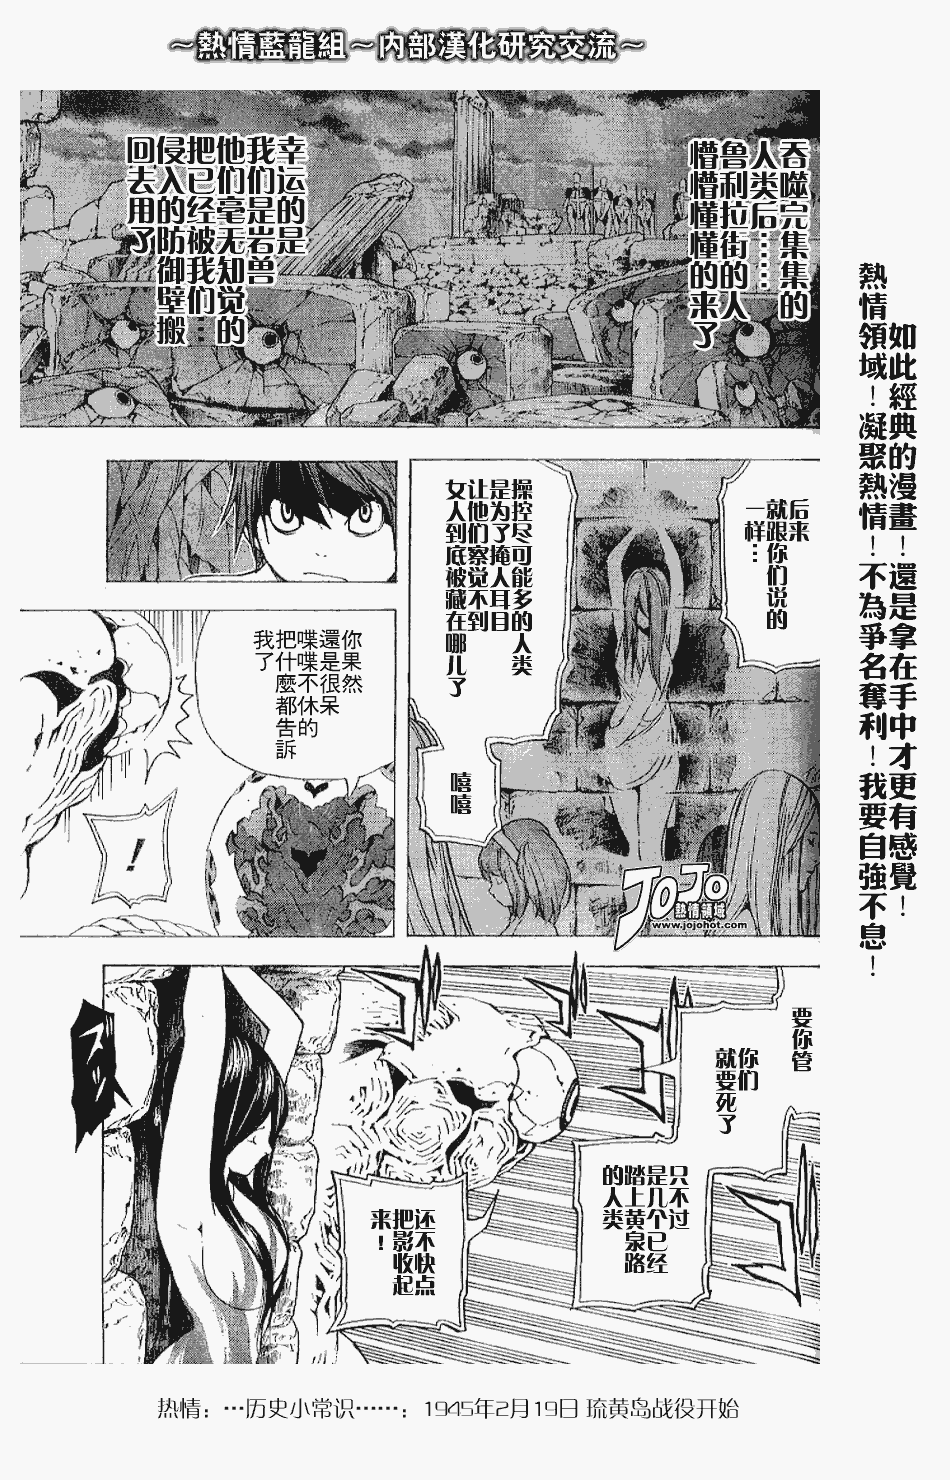 ～熱情藍龍組～内部漢化研究交流～
吞噬完集集的
人类后……
鲁利拉街的人
懵懵懂懂的来了
幸运的是
我们是岩兽
他们毫无知觉的
把已经被我们…
侵入的防御壁搬
回去用了
后来
就跟你们说的
一样…
操控尽可能多的人类
是为了掩人耳目
让他们察觉不到
女人到底被藏在哪儿了
嘻嘻
你果然
還是很呆
喋喋不休的
把什麼都告訴
我了
！
JOJO
熱情領域
www.jojohot.com
要你管
你们
就要死了
只不过
是几个已经
踏上黄泉路
的人类
还不快点
把影收起
来！
如此經典的漫畫！還是拿在手中才更有感覺！
熱情領域！凝聚熱情！不為爭名奪利！我要自強不息！
热情：…历史小常识……：1945年2月19日 琉黄岛战役开始